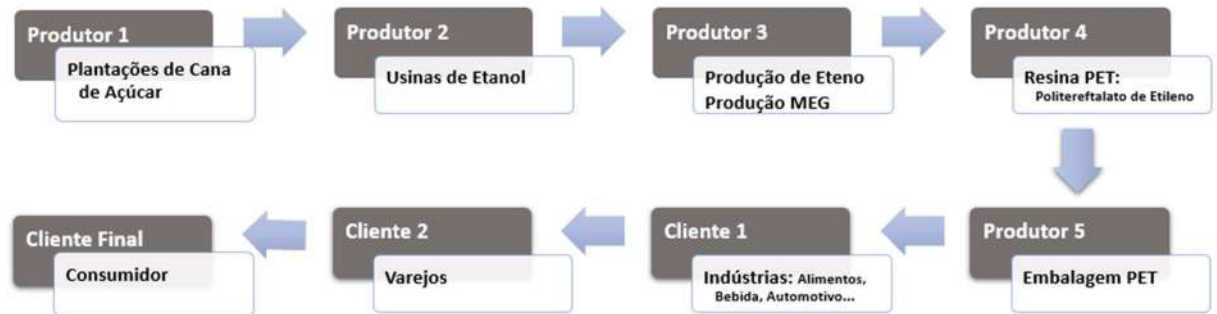 Produtor 1
Plantações de Cana
de Açúcar
Produtor 2
Usinas de Etanol
Produtor 3
Produção de Eteno
Produção MEG
Produtor 4
Resina PET:
Politereftalato de Etileno
Produtor 5
Embalagem PET
Cliente 1
Indústrias: Alimentos,
Bebida, Automotivo...
Cliente 2
Varejos
Cliente Final
Consumidor